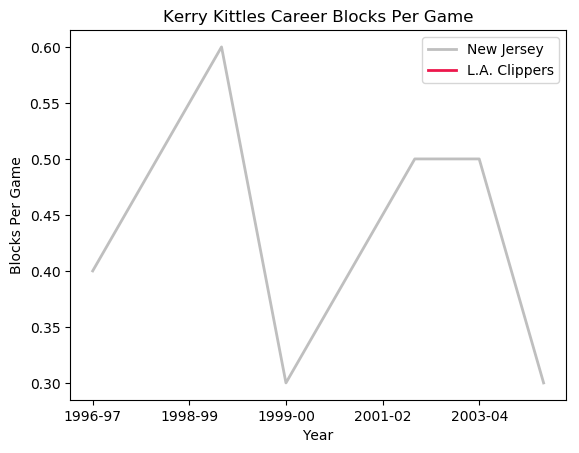 Kerry Kittles Career Blocks Per Game
New Jersey
L.A. Clippers
Blocks Per Game
0.60
0.55
0.50
0.45
0.40
0.35
0.30
1996-97
1998-99
1999-00
2001-02
2003-04
Year